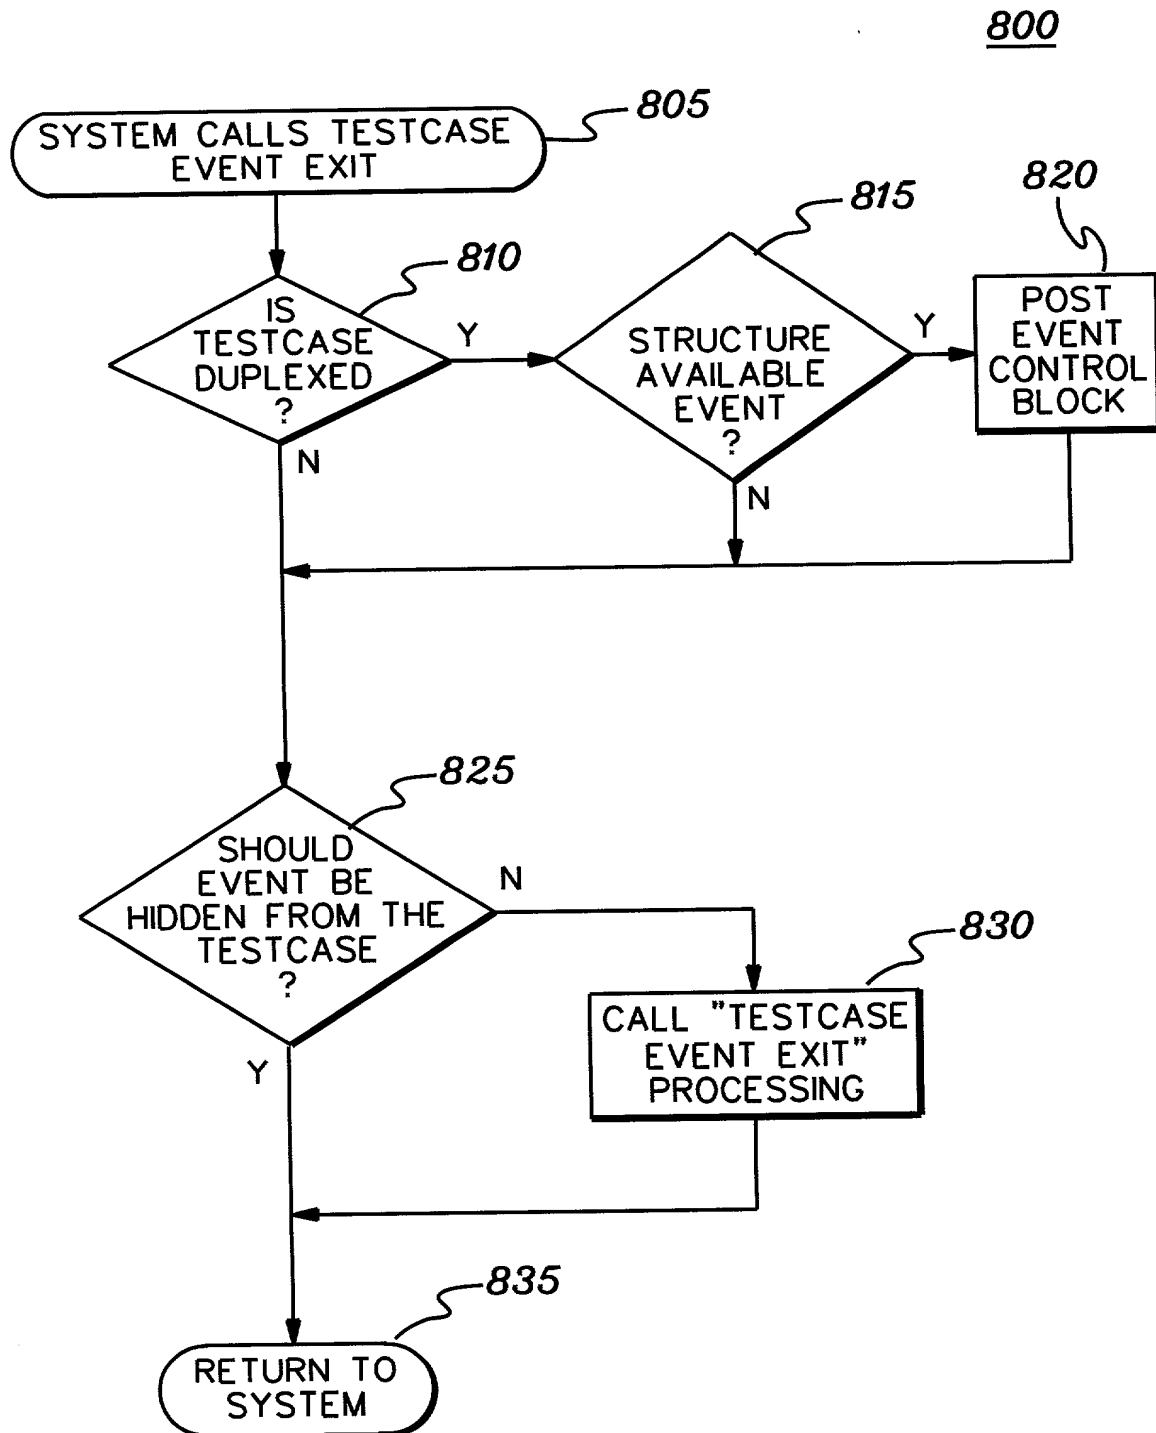 800
805
SYSTEM CALLS TESTCASE
EVENT EXIT
810
IS
TESTCASE
DUPLEXED
?
Y
N
815
STRUCTURE
AVAILABLE
EVENT
?
Y
N
820
POST
EVENT
CONTROL
BLOCK
825
SHOULD
EVENT BE
HIDDEN FROM THE
TESTCASE
?
N
Y
830
CALL "TESTCASE
EVENT EXIT"
PROCESSING
835
RETURN TO
SYSTEM